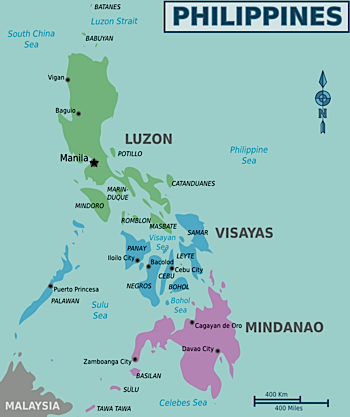 PHILIPPINES
BATANES
Luzon Strait
South China
Sea
BABUYAN
Vigan
Baguio
LUZON
Manila
POTILLO
Philippine
Sea
CATANDUANES
MARIN-
DUQUE
MINDORO
ROMBLON
MASBATE
SAMAR
VISAYAS
Visayan
Sea
PANAY
Iloilo City
Bacolod
LEYTE
Cebu City
CEBU
NEGROS
BOHOL
Puerto Princesa
PALAWAN
Sulu
Sea
Bohol
Sea
Cagayan de Oro
MINDANAO
Davao City
Zamboanga City
BASILAN
SULU
TAWA TAWA
Celebes Sea
MALAYSIA
N
400 Km
400 Miles